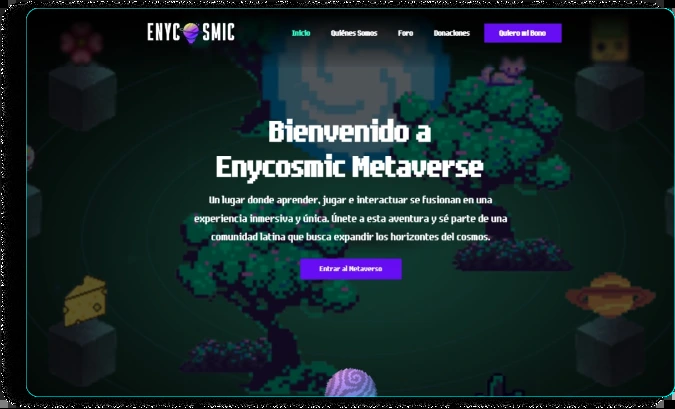 ENYCOSMIC
Inicio Quiénes Somos Foro Donaciones Quiero mi Bono
Bienvenido a
Enycosmic Metaverse
Un lugar donde aprender, jugar e interactuar se fusionan en una
experiencia inmersiva y única. Únete a esta aventura y sé parte de una
comunidad latina que busca expandir los horizontes del cosmos.
Entrar al Metaverso